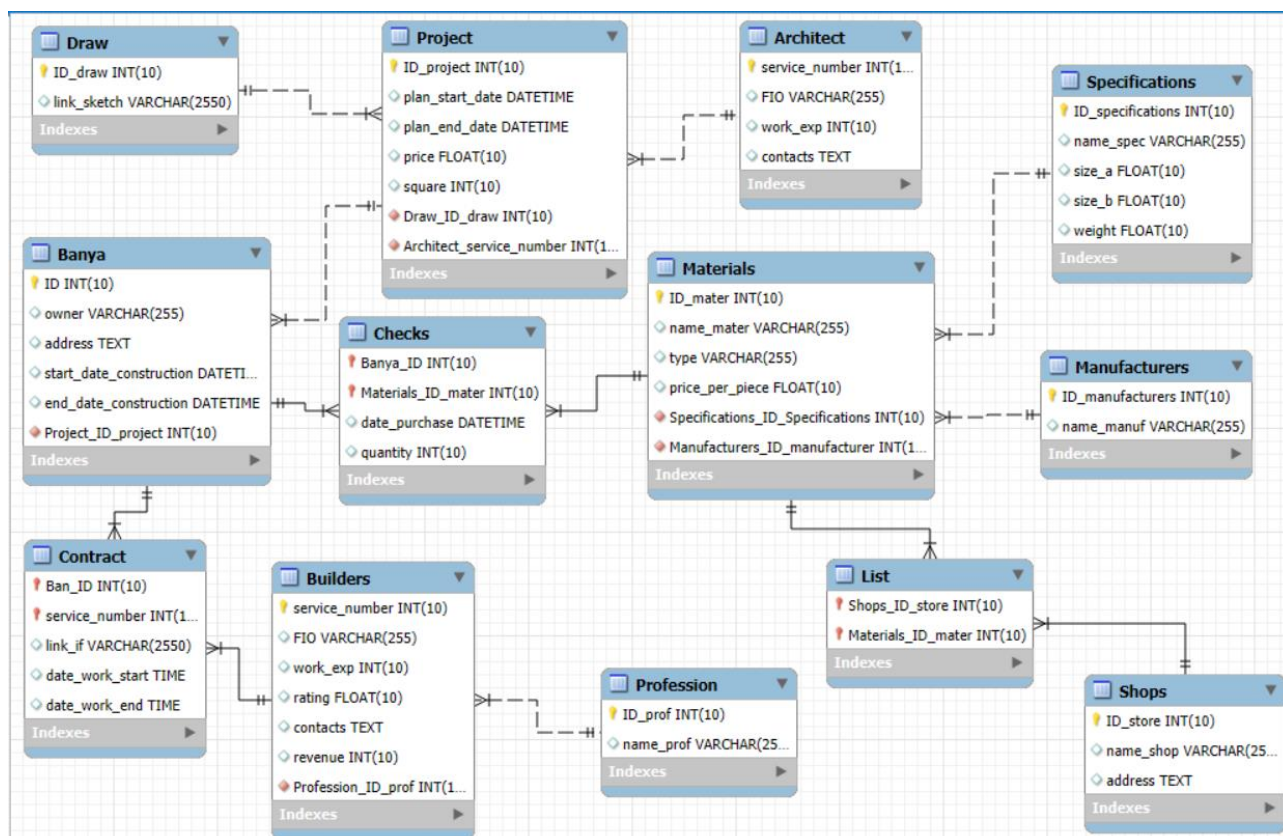 Draw
ID_draw INT(10)
link_sketch VARCHAR(2550)
Indexes
Project
ID_project INT(10)
plan_start_date DATETIME
plan_end_date DATETIME
price FLOAT(10)
square INT(10)
Draw_ID_draw INT(10)
Architect_service_number INT(1...
Indexes
Architect
service_number INT(1...
FIO VARCHAR(255)
work_exp INT(10)
contacts TEXT
Indexes
Specifications
ID_specifications INT(10)
name_spec VARCHAR(255)
size_a FLOAT(10)
size_b FLOAT(10)
weight FLOAT(10)
Indexes
Banya
ID INT(10)
owner VARCHAR(255)
address TEXT
start_date_construction DATETI...
end_date_construction DATETIME
Project_ID_project INT(10)
Indexes
Checks
Banya_ID INT(10)
Materials_ID_mater INT(10)
date_purchase DATETIME
quantity INT(10)
Indexes
Materials
ID_mater INT(10)
name_mater VARCHAR(255)
type VARCHAR(255)
price_per_piece FLOAT(10)
Specifications_ID_Specifications INT(10)
Manufacturers_ID_manufacturer INT(1...
Indexes
Manufacturers
ID_manufacturers INT(10)
name_manuf VARCHAR(255)
Indexes
Contract
Ban_ID INT(10)
service_number INT(1...
link_if VARCHAR(2550)
date_work_start TIME
date_work_end TIME
Indexes
Builders
service_number INT(10)
FIO VARCHAR(255)
work_exp INT(10)
rating FLOAT(10)
contacts TEXT
revenue INT(10)
Profession_ID_prof INT(1...
Indexes
Profession
ID_prof INT(10)
name_prof VARCHAR(25...
Indexes
List
Shops_ID_store INT(10)
Materials_ID_mater INT(10)
Indexes
Shops
ID_store INT(10)
name_shop VARCHAR(25...
address TEXT
Indexes